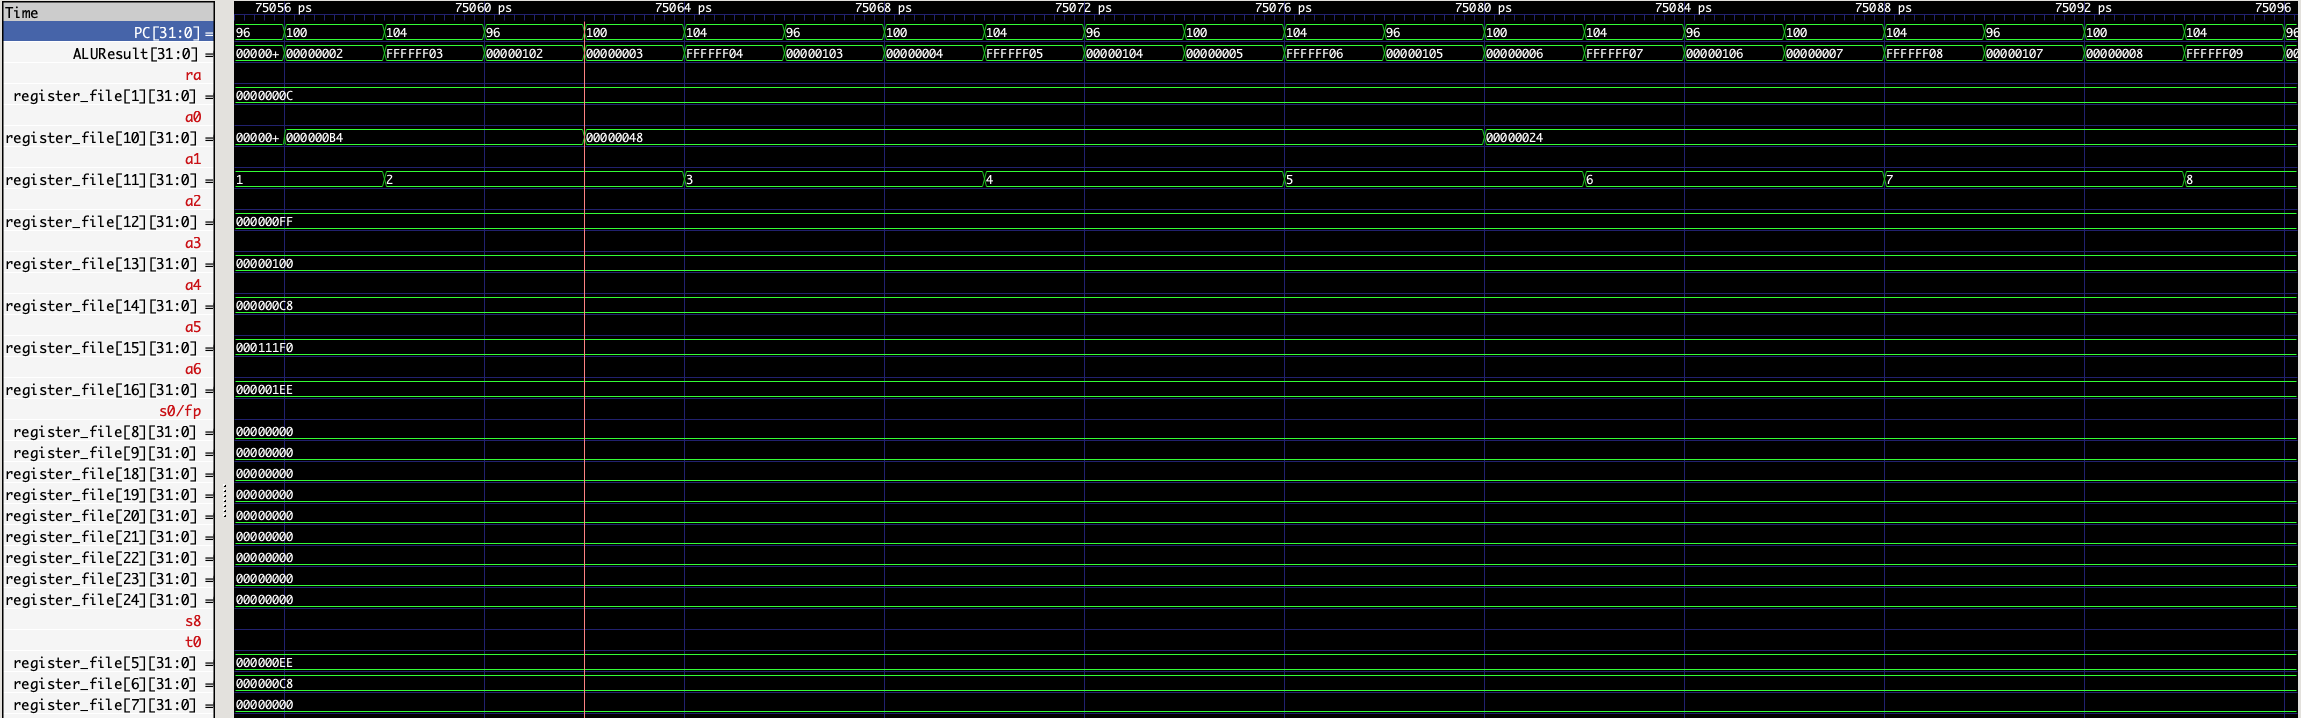 Time 75056 ps 75060 ps 75064 ps 75068 ps 75072 ps 75076 ps 75080 ps 75084 ps 75088 ps 75092 ps 75096
PC[31:0] = 96 100 104 96 100 104 96 100 104 96 100 104 96 100 104 96 100 104 96 100 104 96
ALUResult[31:0] = 00000+ 00000002 FFFFFF03 00000102 00000003 FFFFFF04 00000103 00000004 FFFFFF05 00000104 00000005 FFFFFF06 00000105 00000006 FFFFFF07 00000106 00000007 FFFFFF08 00000107 00000008 FFFFFF09 00
ra
register_file[1][31:0] = 0000000C
a0
register_file[10][31:0] = 00000+ 000000B4 00000048 00000024
a1
register_file[11][31:0] = 1 2 3 4 5 6 7 8
a2
register_file[12][31:0] = 000000FF
a3
register_file[13][31:0] = 00000100
a4
register_file[14][31:0] = 000000C8
a5
register_file[15][31:0] = 000111F0
a6
register_file[16][31:0] = 000001EE
s0/fp
register_file[8][31:0] = 00000000
register_file[9][31:0] = 00000000
register_file[18][31:0] = 00000000
register_file[19][31:0] = 00000000
register_file[20][31:0] = 00000000
register_file[21][31:0] = 00000000
register_file[22][31:0] = 00000000
register_file[23][31:0] = 00000000
register_file[24][31:0] = 00000000
s8
t0
register_file[5][31:0] = 000000EE
register_file[6][31:0] = 000000C8
register_file[7][31:0] = 00000000